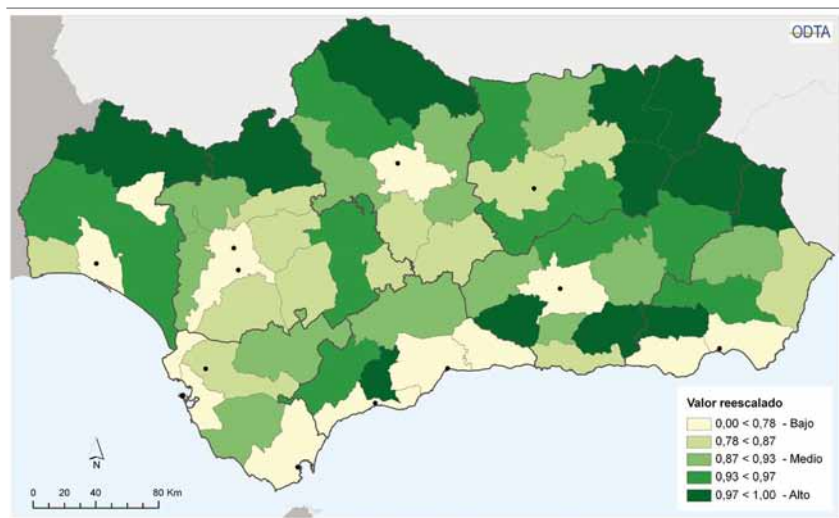 ODTA
Valor reescalado
0,00 < 0,78 - Bajo
0,78 < 0,87
0,87 < 0,93 - Medio
0,93 < 0,97
0,97 < 1,00 - Alto
N
0 20 40 80 Km